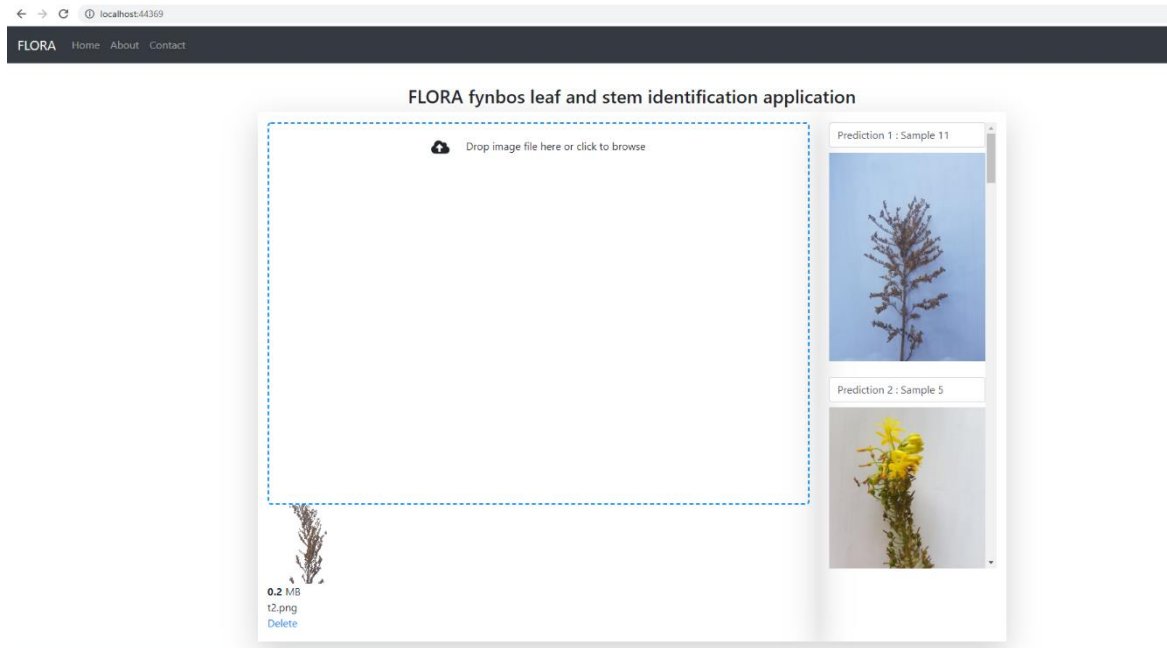 localhost:44369
FLORA Home About Contact
FLORA fynbos leaf and stem identification application
Drop image file here or click to browse
Prediction 1 : Sample 11
Prediction 2 : Sample 5
0.2 MB
t2.png
Delete